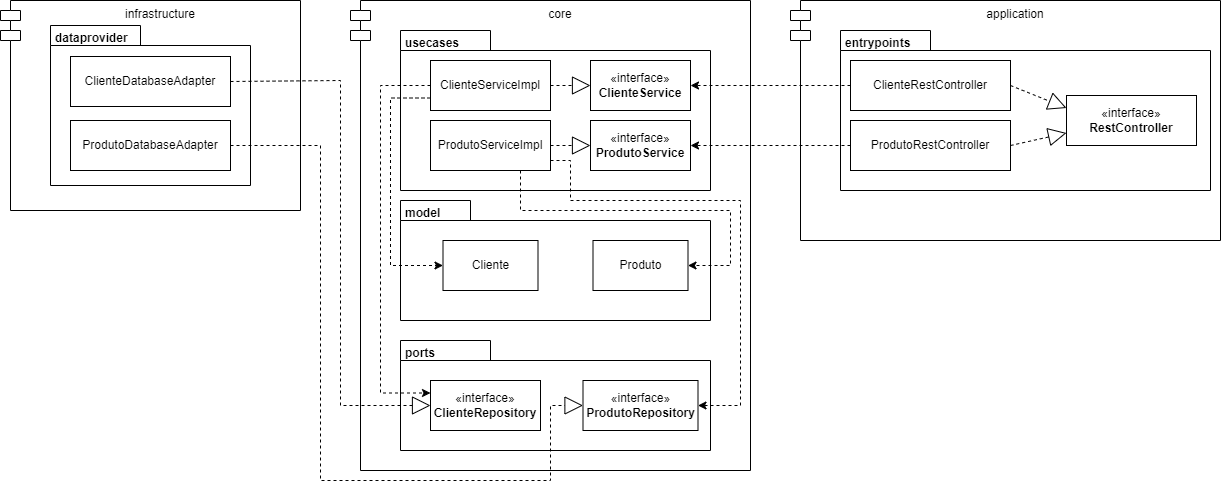 infrastructure
dataprovider
ClienteDatabaseAdapter
ProdutoDatabaseAdapter
core
usecases
ClienteServiceImpl
«interface»
ClienteService
ProdutoServiceImpl
«interface»
ProdutoService
model
Cliente
Produto
ports
«interface»
ClienteRepository
«interface»
ProdutoRepository
application
entrypoints
ClienteRestController
ProdutoRestController
«interface»
RestController